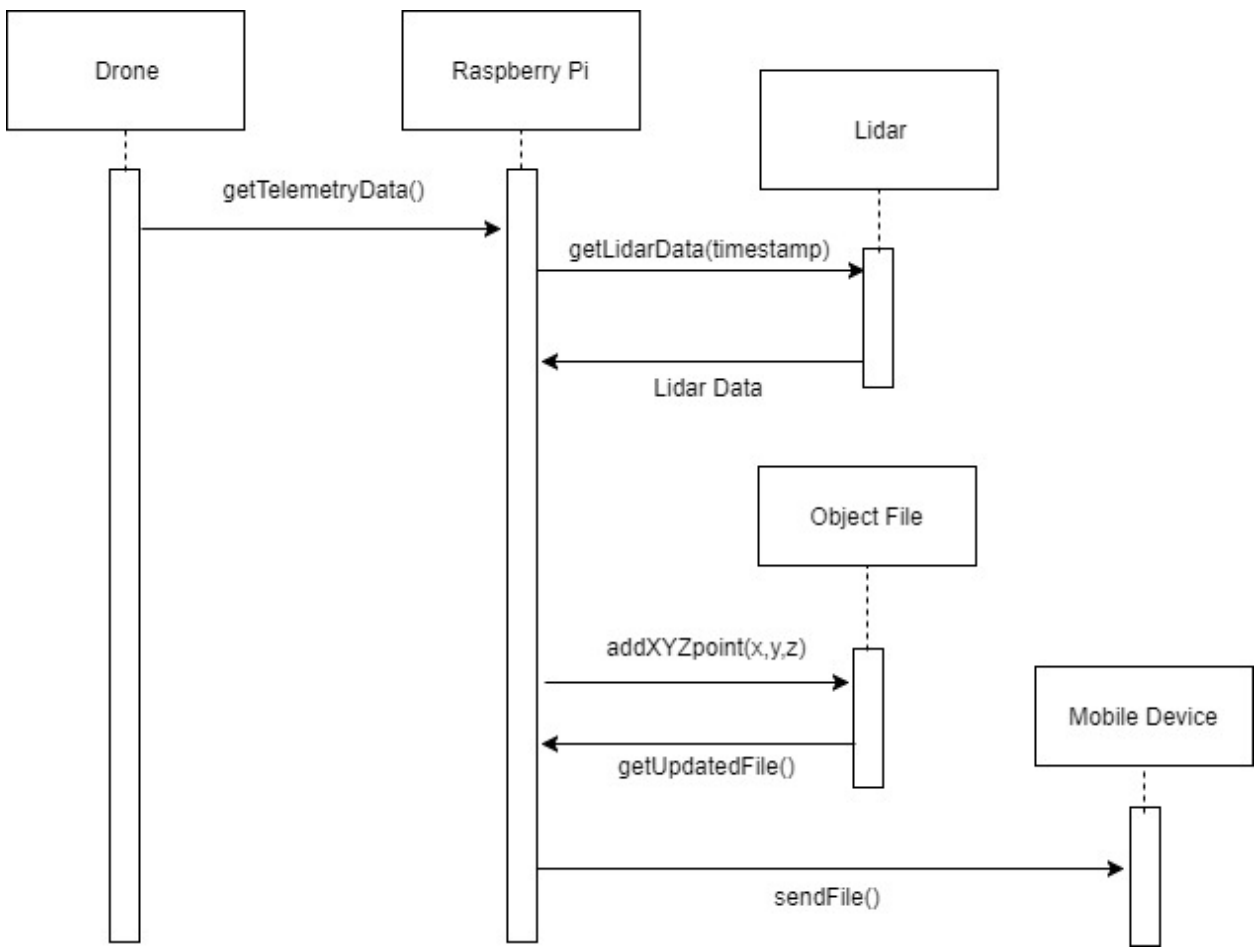 Drone
Raspberry Pi
Lidar
getTelemetryData()
getLidarData(timestamp)
Lidar Data
Object File
addXYZpoint(x,y,z)
Mobile Device
getUpdatedFile()
sendFile()